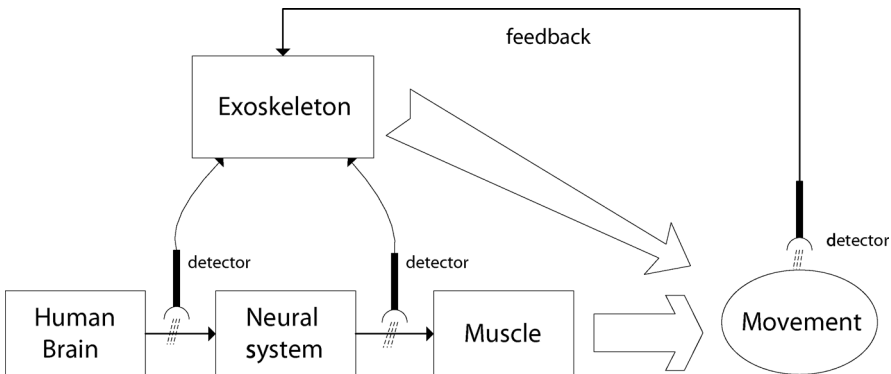 feedback
Exoskeleton
detector
detector
detector
Human
Brain
Neural
system
Muscle
Movement